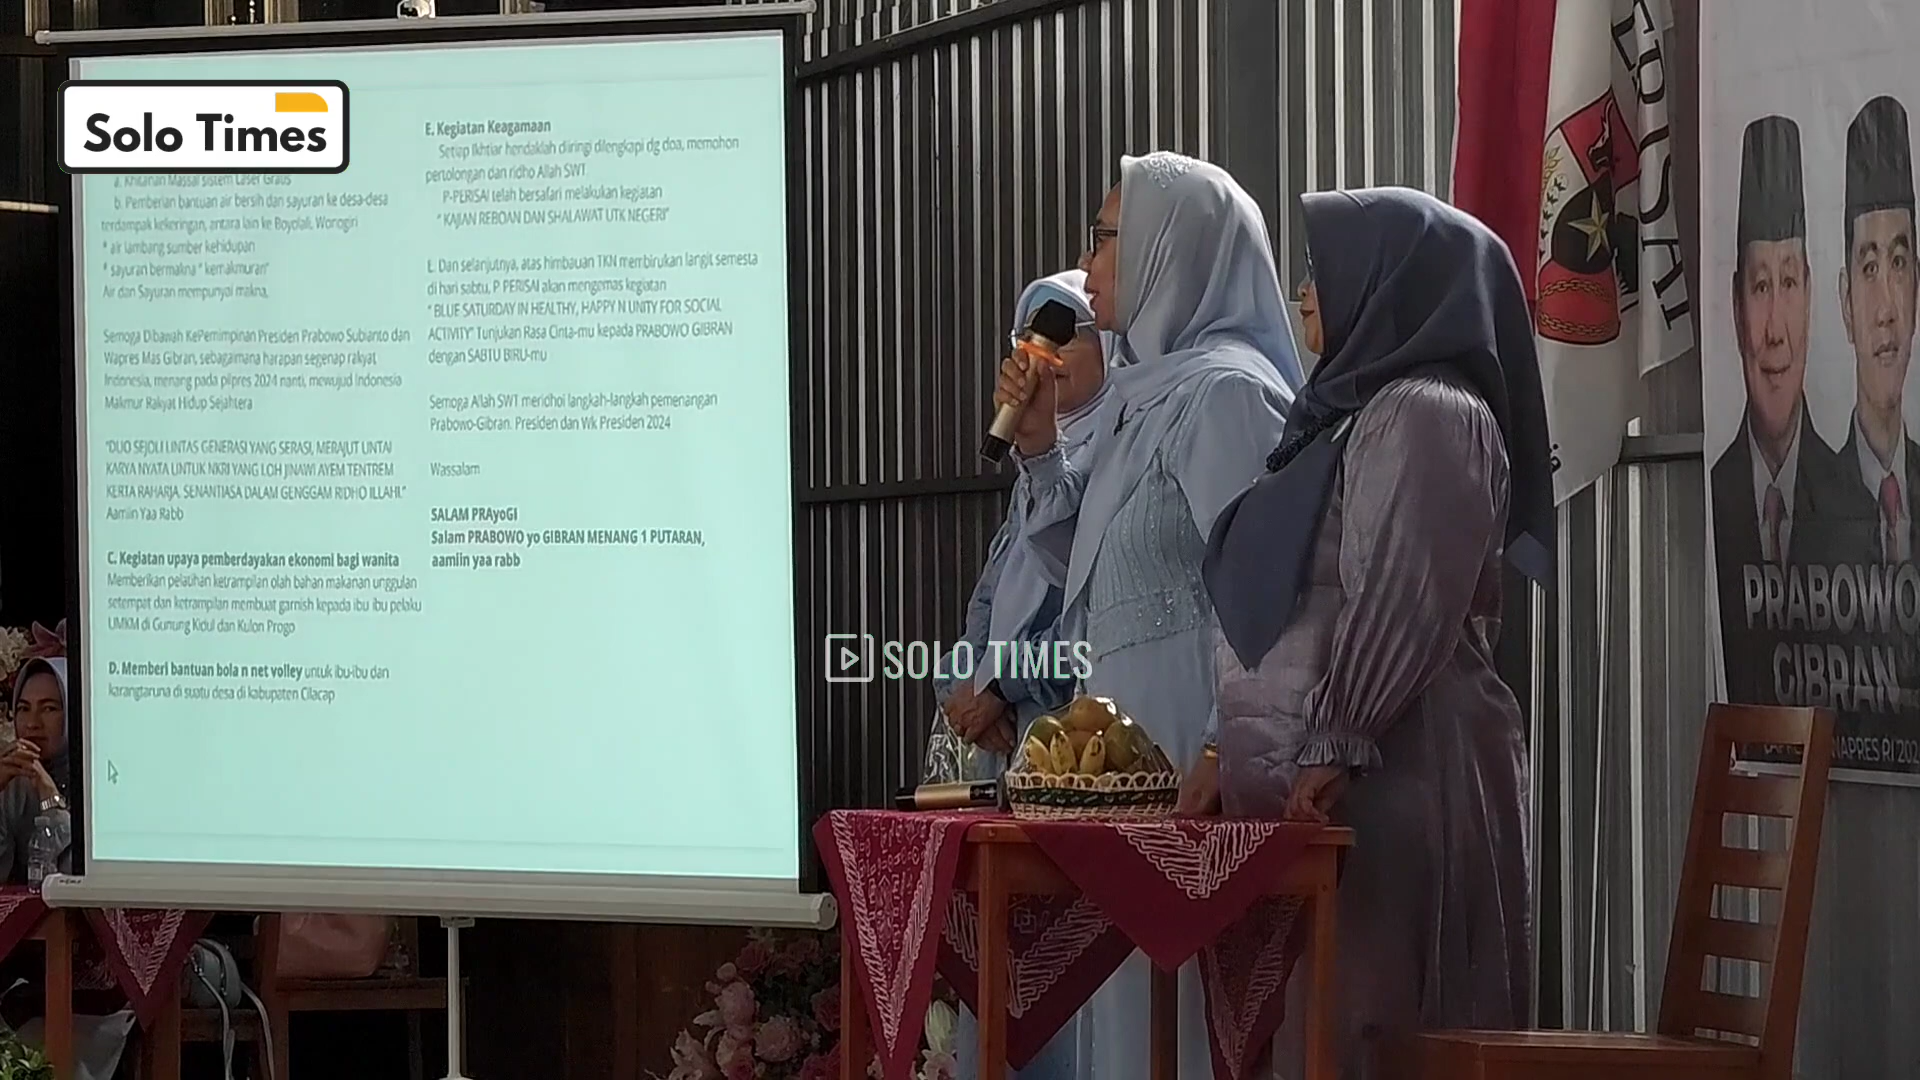 Solo Times
a. Khitanan Massal sistem Laser Gratis
b. Pemberian bantuan air bersih dan sayuran ke desa-desa
terdampak kekeringan, antara lain ke Boyolali, Wonogiri
* air lambang sumber kehidupan
* sayuran bermakna " kemakmuran"
Air dan Sayuran mempunyai makna,
Semoga Dibawah KePemimpinan Presiden Prabowo Subianto dan
Wapres Mas Gibran, sebagaimana harapan segenap rakyat
Indonesia, menang pada pilpres 2024 nanti, mewujud Indonesia
Makmur Rakyat Hidup Sejahtera
"DUO SEJOLI LINTAS GENERASI YANG SERASI, MERAJUT UNTAI
KARYA NYATA UNTUK NKRI YANG LOH JINAWI AYEM TENTREM
KERTA RAHARJA. SENANTIASA DALAM GENGGAM RIDHO ILLAHI."
Aamiin Yaa Rabb
C. Kegiatan upaya pemberdayakan ekonomi bagi wanita
Memberikan pelatihan ketrampilan olah bahan makanan unggulan
setempat dan ketrampilan membuat garnish kepada ibu ibu pelaku
UMKM di Gunung Kidul dan Kulon Progo
D. Memberi bantuan bola n net volley untuk ibu-ibu dan
karangtaruna di suatu desa di kabupaten Cilacap
E. Kegiatan Keagamaan
Setiap Ikhtiar hendaklah diiringi dilengkapi dg doa, memohon
pertolongan dan ridho Allah SWT
P-PERISAI telah bersafari melakukan kegiatan
" KAJIAN REBOAN DAN SHALAWAT UTK NEGERI"
E. Dan selanjutnya, atas himbauan TKN membirukan langit semesta
di hari sabtu, P PERISAI akan mengemas kegiatan
" BLUE SATURDAY IN HEALTHY, HAPPY N UNITY FOR SOCIAL
ACTIVITY" Tunjukan Rasa Cinta-mu kepada PRABOWO GIBRAN
dengan SABTU BIRU-mu
Semoga Allah SWT meridhoi langkah-langkah pemenangan
Prabowo-Gibran. Presiden dan Wk Presiden 2024
Wassalam
SALAM PRAyoGI
Salam PRABOWO yo GIBRAN MENANG 1 PUTARAN,
aamiin yaa rabb
SOLO TIMES
PRABOWO
GIBRAN